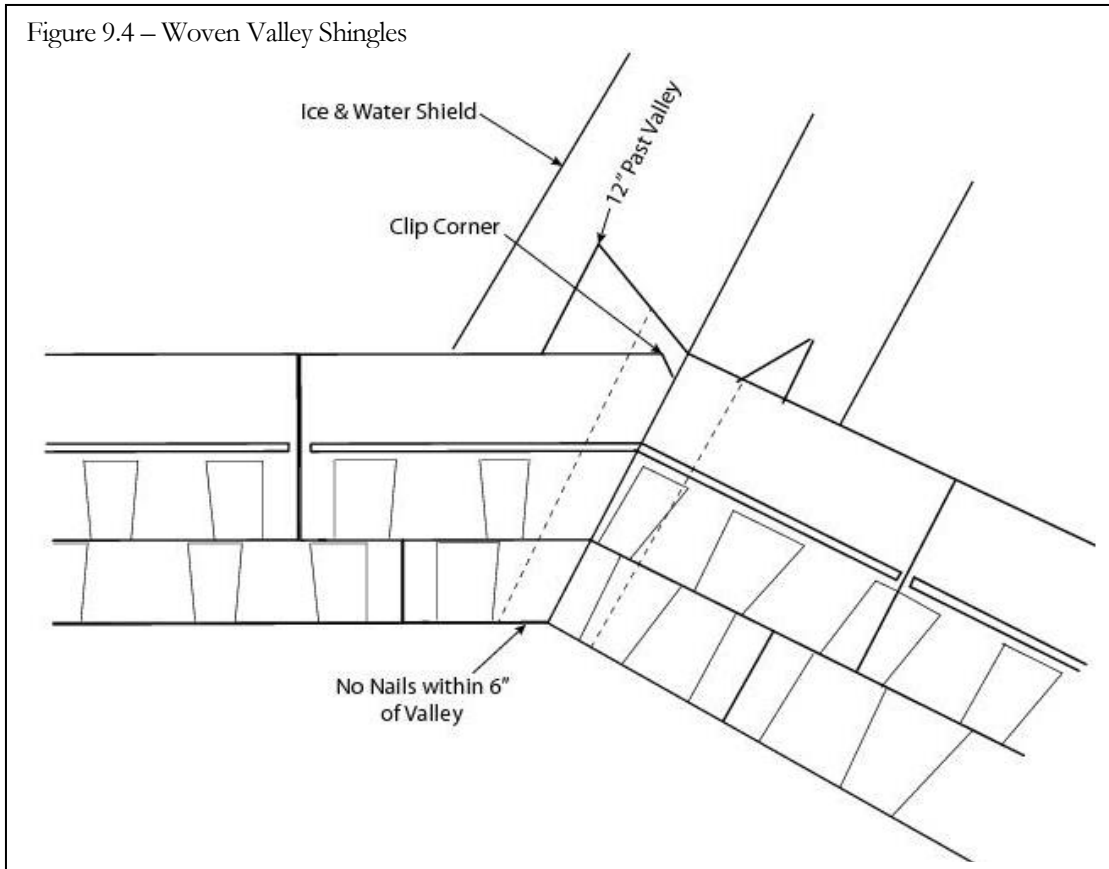 Figure 9.4 – Woven Valley Shingles
Ice & Water Shield
12" Past Valley
Clip Corner
No Nails within 6"
of Valley